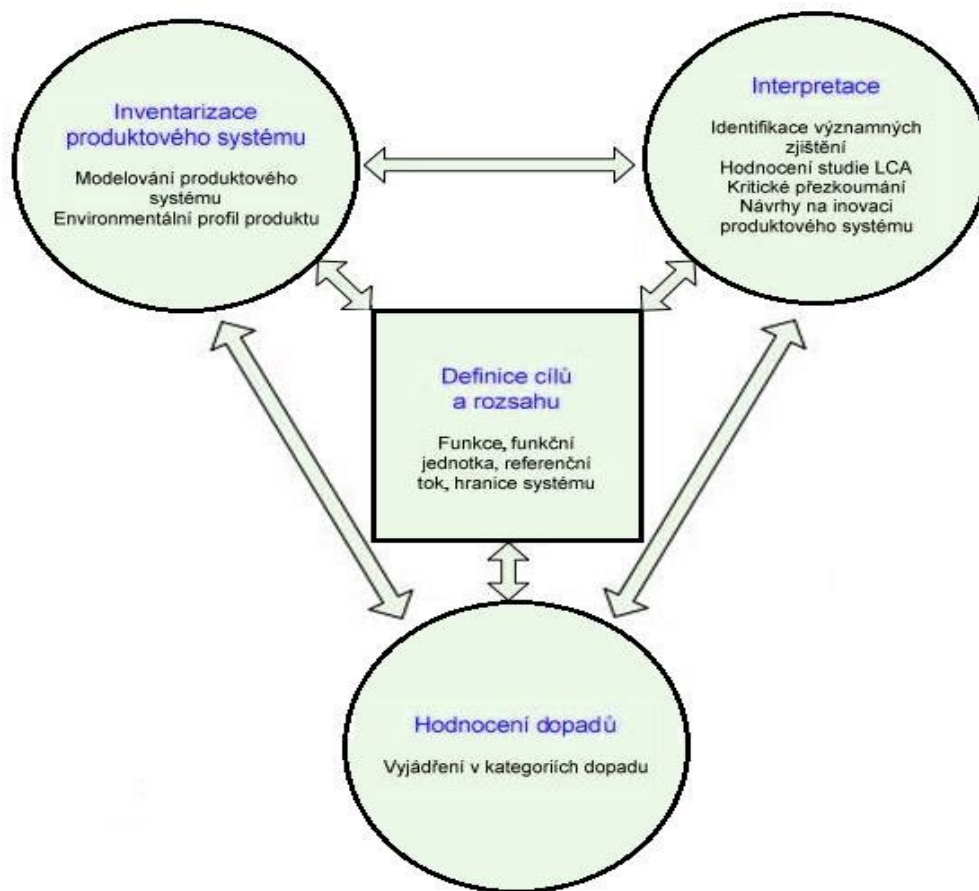 Inventarizace
produktového systému
Modelování produktového
systému
Environmentální profil produktu
Interpretace
Identifikace významných
zjištění
Hodnocení studie LCA
Kritické přezkoumání
Návrhy na inovaci
produktového systému
Definice cílů
a rozsahu
Funkce, funkční
jednotka, referenční
tok, hranice systému
Hodnocení dopadů
Vyjádření v kategoriích dopadu